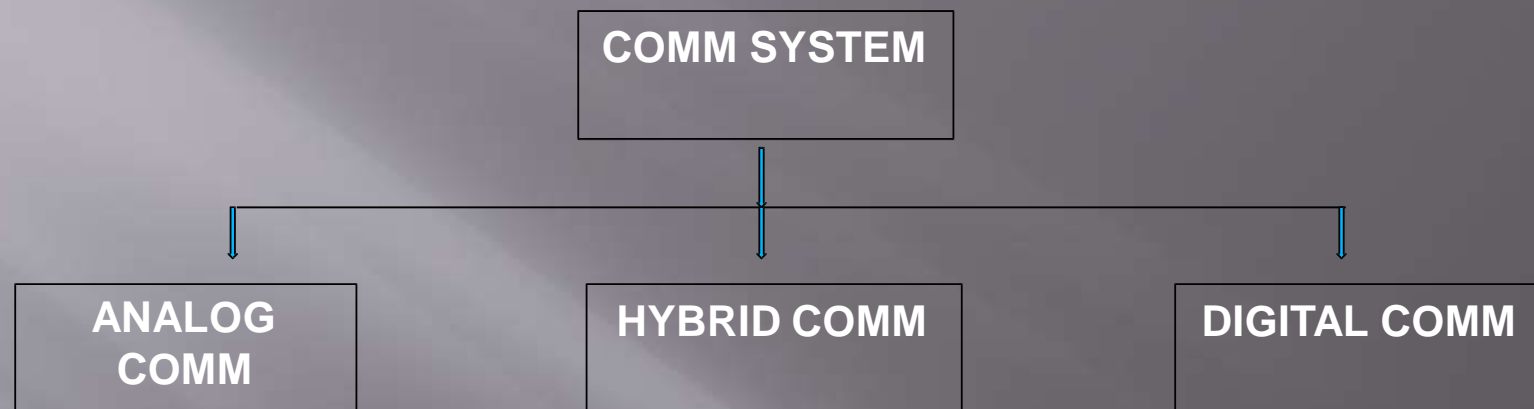 COMM SYSTEM
ANALOG
COMM
HYBRID COMM
DIGITAL COMM